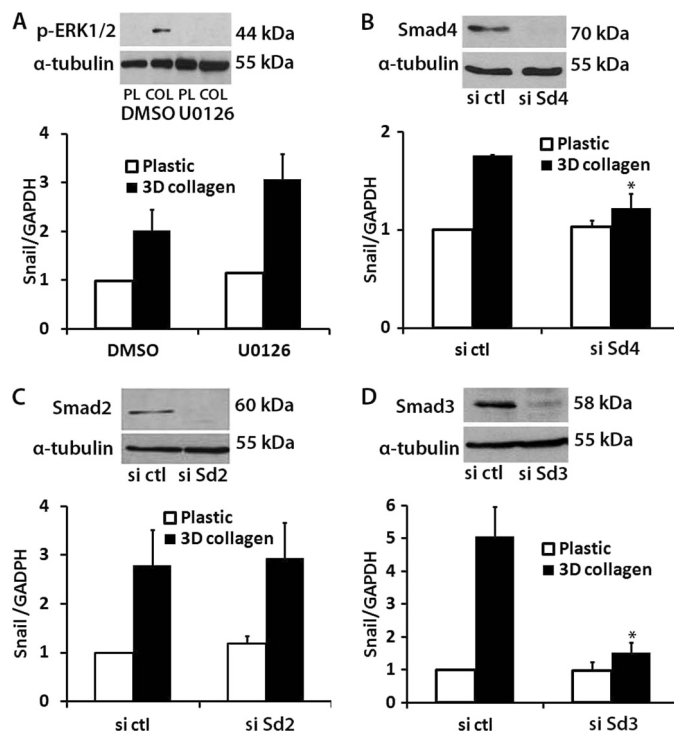 A
p-ERK1/2 44 kDa
α-tubulin 55 kDa
PL COL PL COL
DMSO U0126
4
3
2
1
0
Snail/GAPDH
Plastic
3D collagen
DMSO U0126
B
Smad4 70 kDa
α-tubulin 55 kDa
si ctl si Sd4
2
1
0
Snail/GAPDH
Plastic
3D collagen
*
si ctl si Sd4
C
Smad2 60 kDa
α-tubulin 55 kDa
si ctl si Sd2
4
3
2
1
0
Snail/GADPH
Plastic
3D collagen
si ctl si Sd2
D
Smad3 58 kDa
α-tubulin 55 kDa
si ctl si Sd3
6
5
4
3
2
1
0
Snail/GAPDH
Plastic
3D collagen
*
si ctl si Sd3